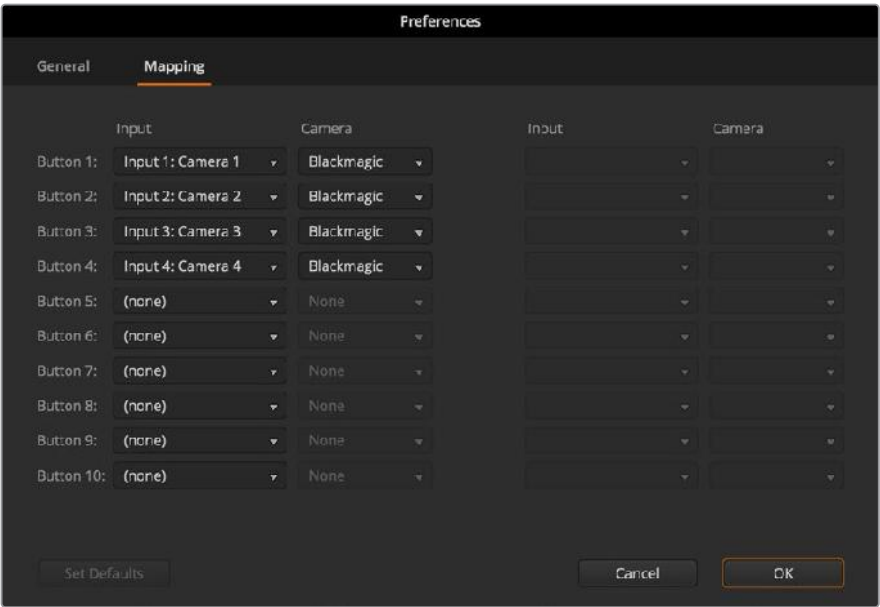 Preferences
General Mapping
Input Camera Input Camera
Button 1: Input 1: Camera 1 Blackmagic
Button 2: Input 2: Camera 2 Blackmagic
Button 3: Input 3: Camera 3 Blackmagic
Button 4: Input 4: Camera 4 Blackmagic
Button 5: (none) None
Button 6: (none) None
Button 7: (none) None
Button 8: (none) None
Button 9: (none) None
Button 10: (none) None
Set Defaults Cancel OK